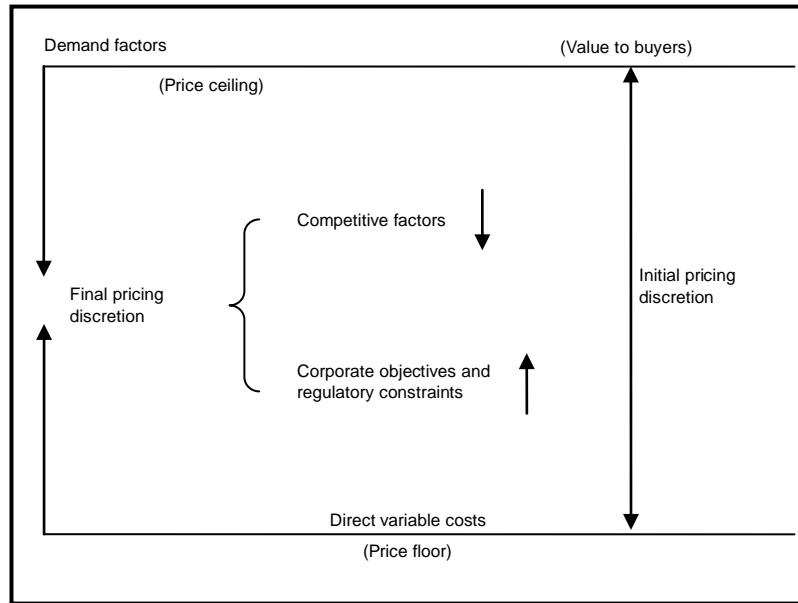 Demand factors
(Value to buyers)
(Price ceiling)
Competitive factors
Initial pricing
discretion
Final pricing
discretion
Corporate objectives and
regulatory constraints
Direct variable costs
(Price floor)